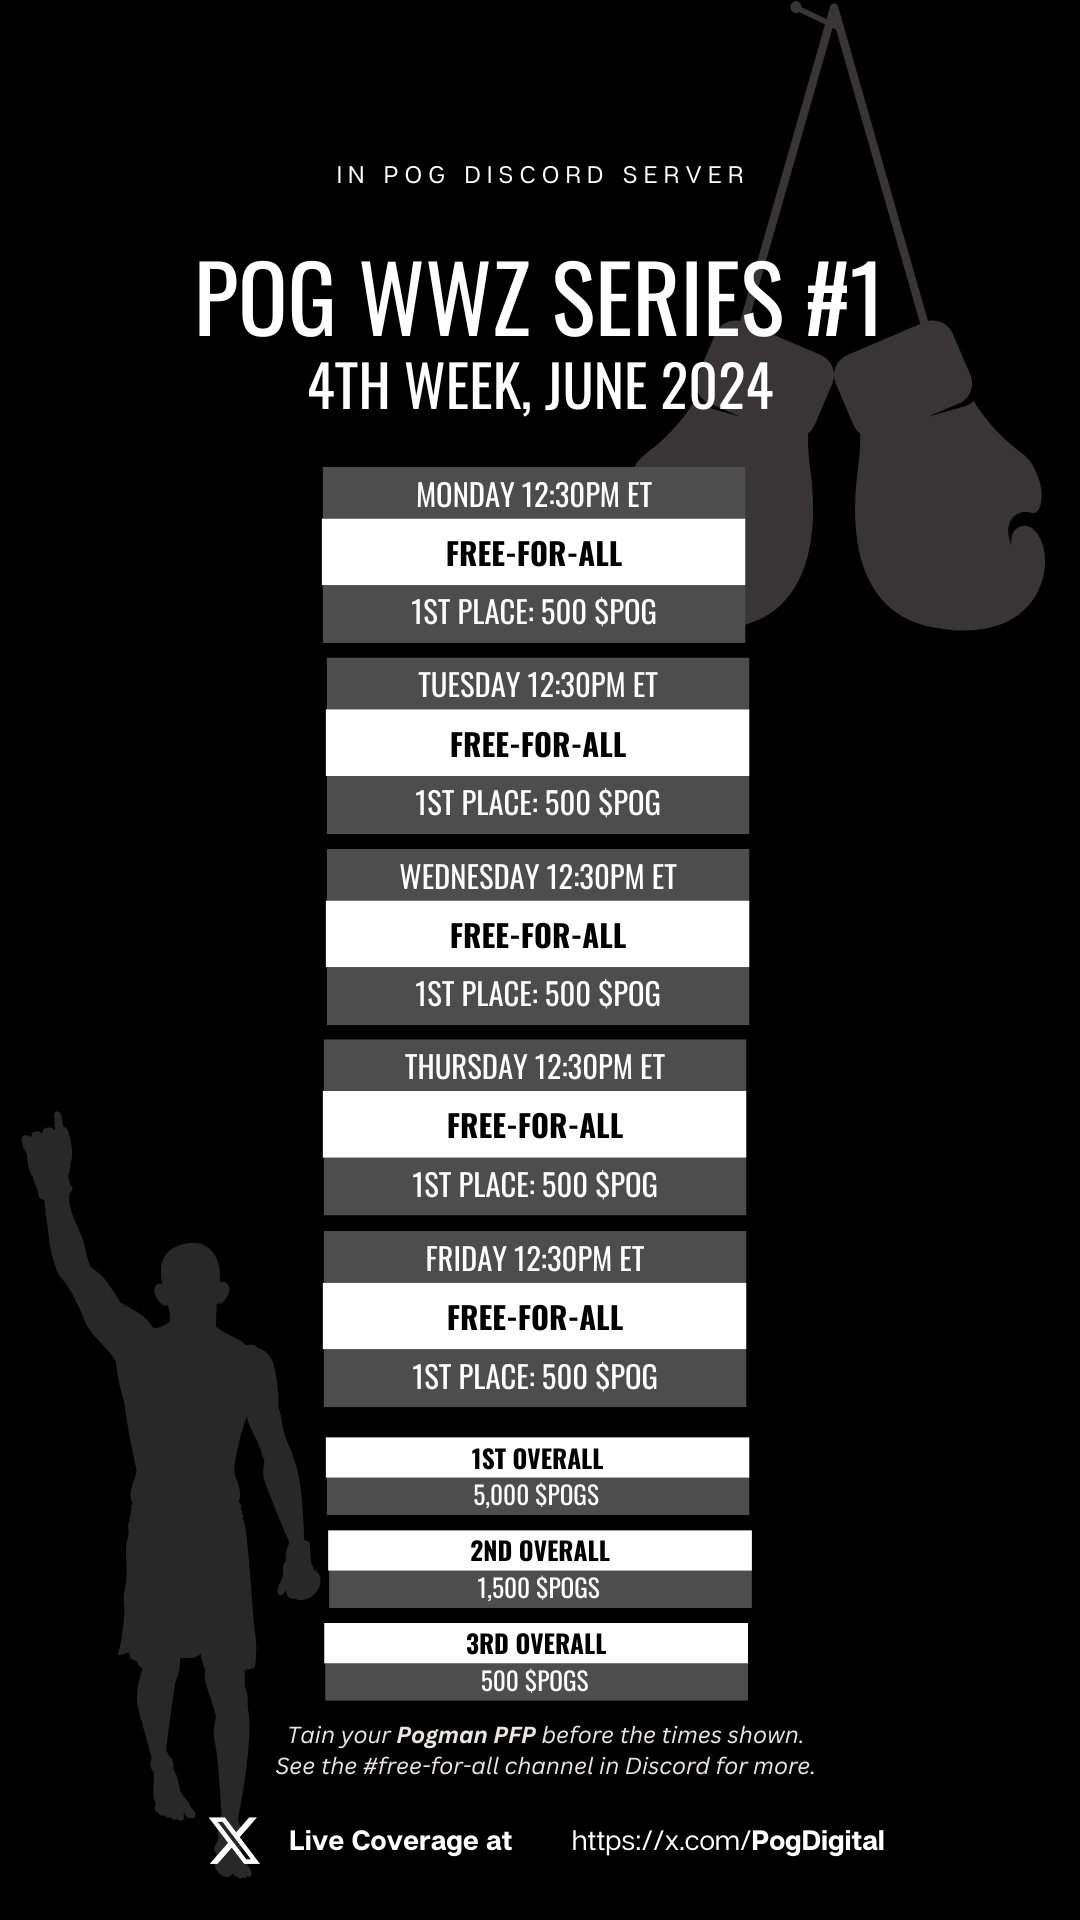 IN POG DISCORD SERVER
POG WWZ SERIES #1
4TH WEEK, JUNE 2024
MONDAY 12:30PM ET
FREE-FOR-ALL
1ST PLACE: 500 $POG
TUESDAY 12:30PM ET
FREE-FOR-ALL
1ST PLACE: 500 $POG
WEDNESDAY 12:30PM ET
FREE-FOR-ALL
1ST PLACE: 500 $POG
THURSDAY 12:30PM ET
FREE-FOR-ALL
1ST PLACE: 500 $POG
FRIDAY 12:30PM ET
FREE-FOR-ALL
1ST PLACE: 500 $POG
1ST OVERALL
5,000 $POGS
2ND OVERALL
1,500 $POGS
3RD OVERALL
500 $POGS
Tain your Pogman PFP before the times shown.
See the #free-for-all channel in Discord for more.
X Live Coverage at https://x.com/PogDigital